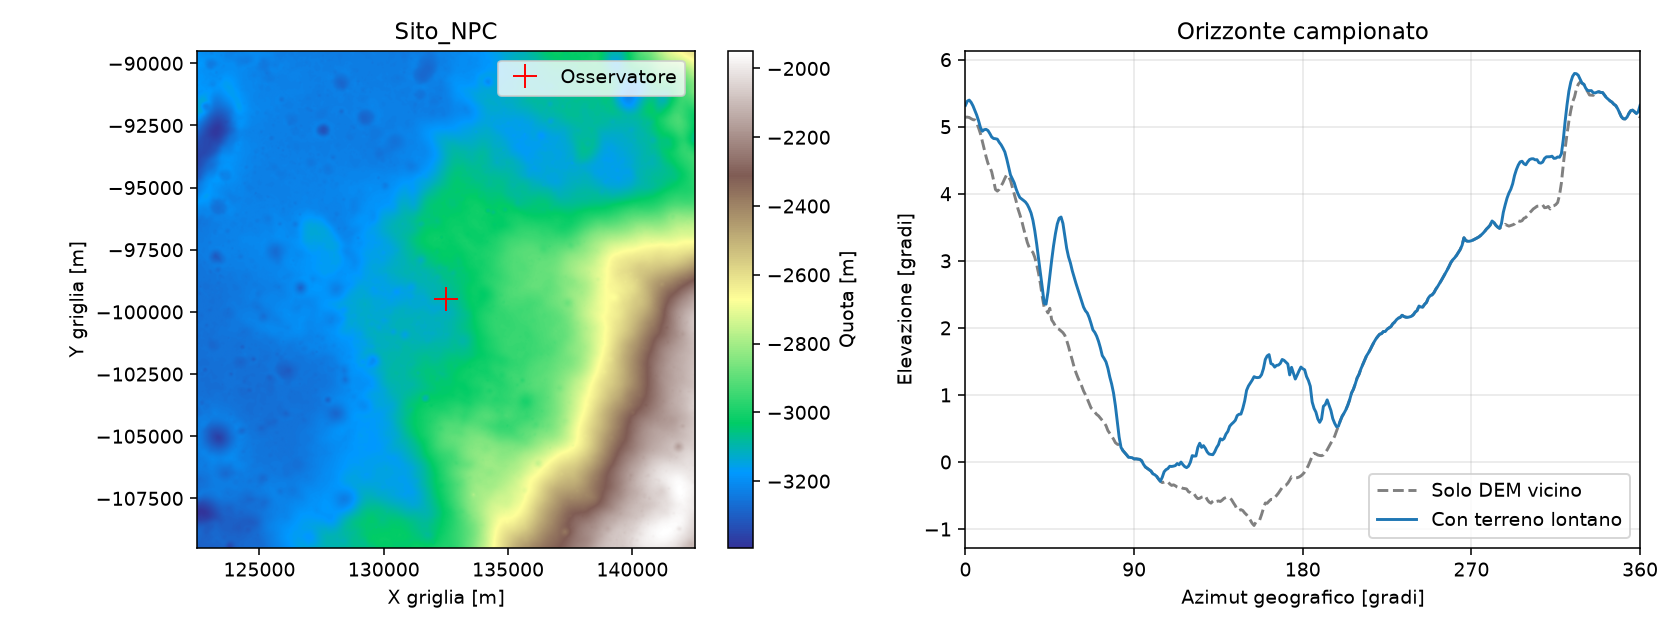 Sito_NPC
Osservatore
−90000
−92500
−95000
−97500
−100000
−102500
−105000
−107500
Y griglia [m]
125000 130000 135000 140000
X griglia [m]
−2000
−2200
−2400
−2600
−2800
−3000
−3200
Quota [m]
Orizzonte campionato
6
5
4
3
2
1
0
−1
Elevazione [gradi]
Solo DEM vicino
Con terreno lontano
0 90 180 270 360
Azimut geografico [gradi]